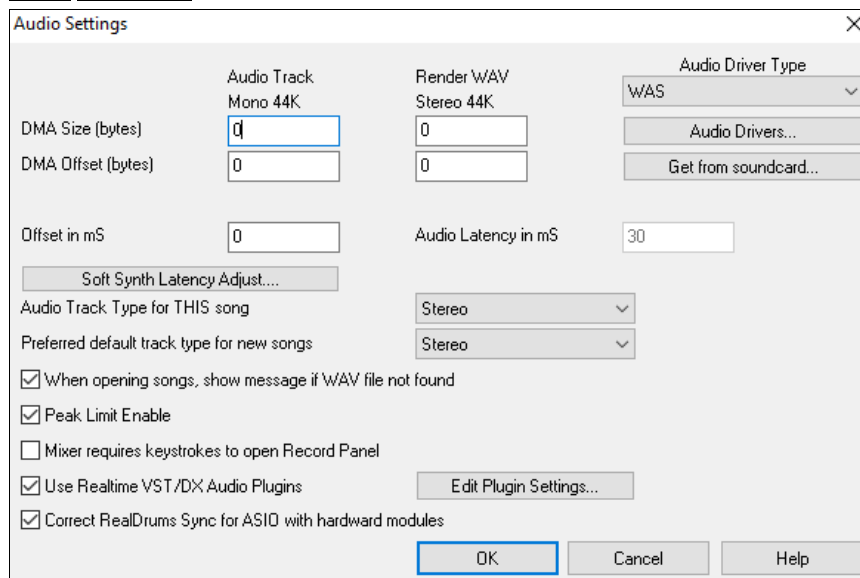 Audio Settings
Audio Driver Type
Audio Track
Render WAV
WAS
Mono 44K
Stereo 44K
DMA Size (bytes)
0
0
Audio Drivers...
DMA Offset (bytes)
0
0
Get from soundcard...
Offset in mS
0
Audio Latency in mS
30
Soft Synth Latency Adjust....
Audio Track Type for THIS song
Stereo
Preferred default track type for new songs
Stereo
When opening songs, show message if WAV file not found
Peak Limit Enable
Mixer requires keystrokes to open Record Panel
Use Realtime VST/DX Audio Plugins
Edit Plugin Settings...
Correct RealDrums Sync for ASIO with hardward modules
OK
Cancel
Help